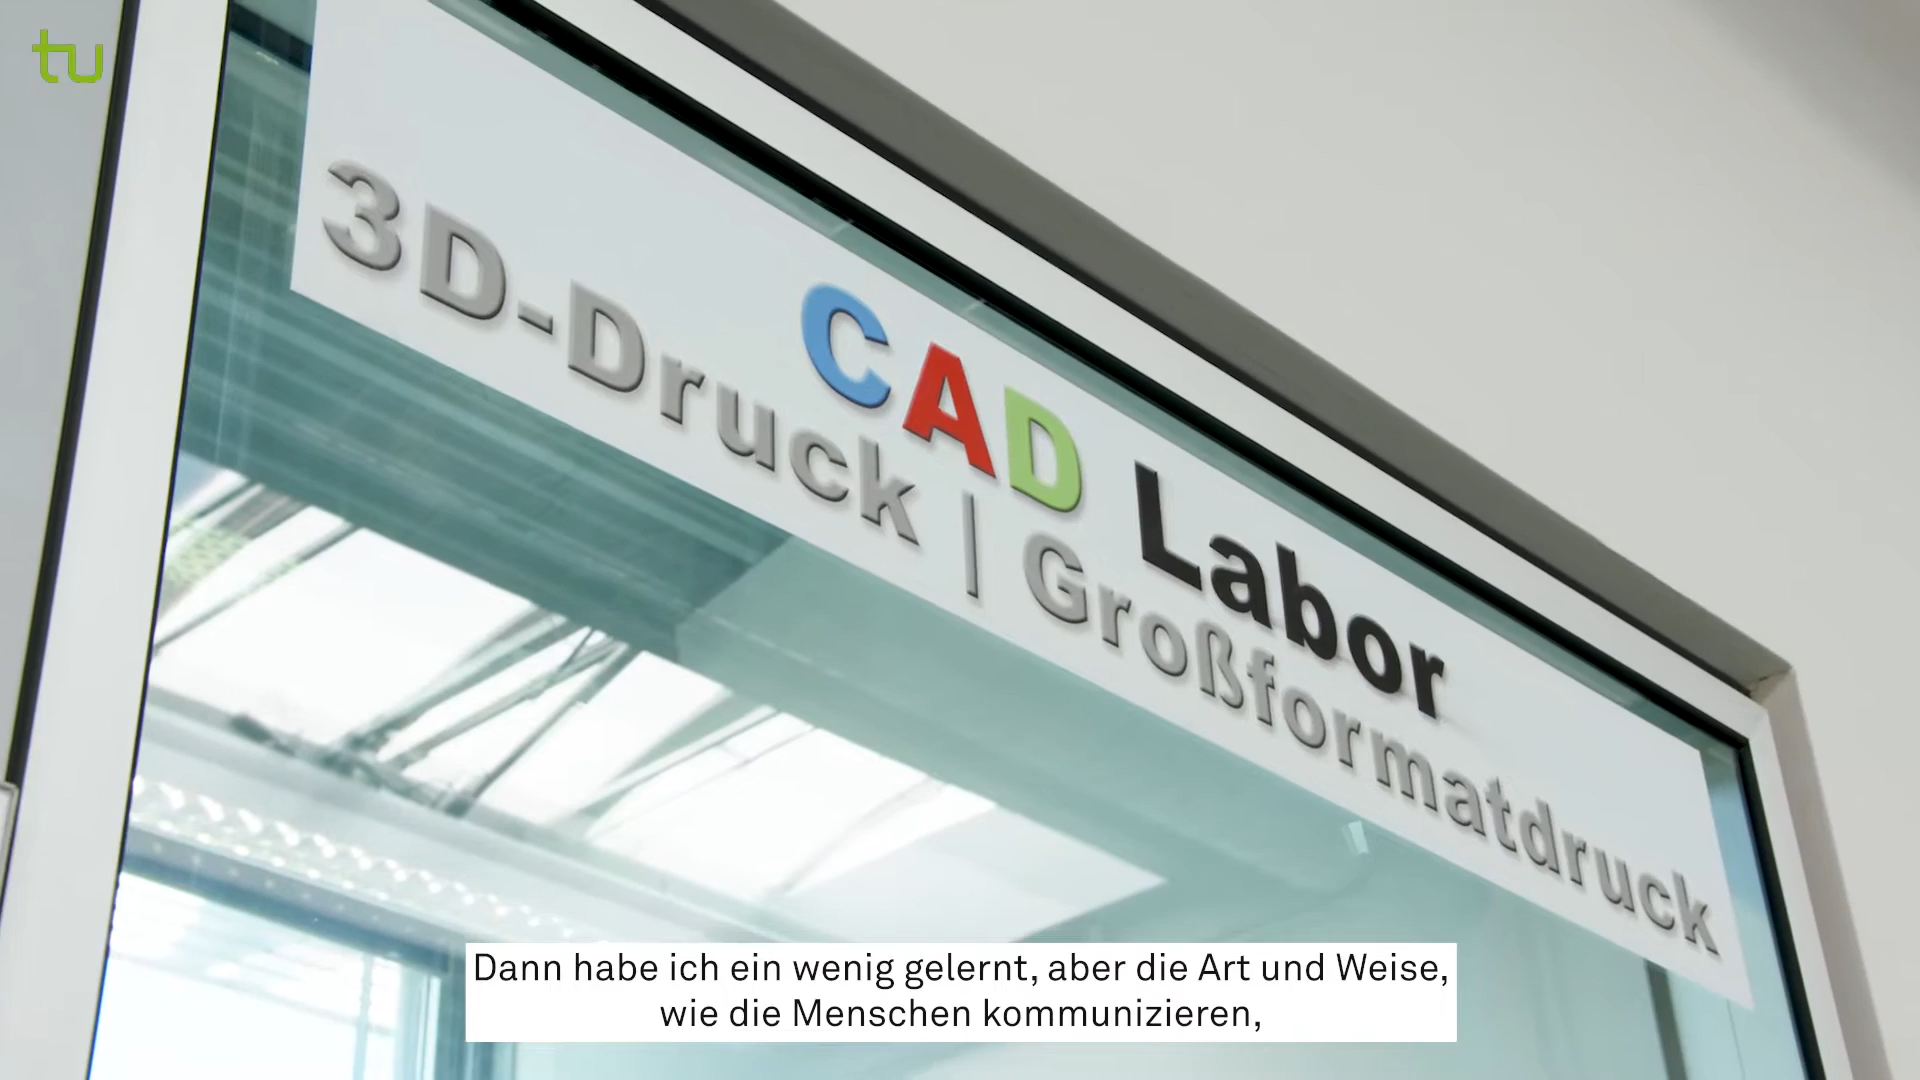 tu
CAD Labor
3D-Druck | Großformatdruck
Dann habe ich ein wenig gelernt, aber die Art und Weise,
wie die Menschen kommunizieren,